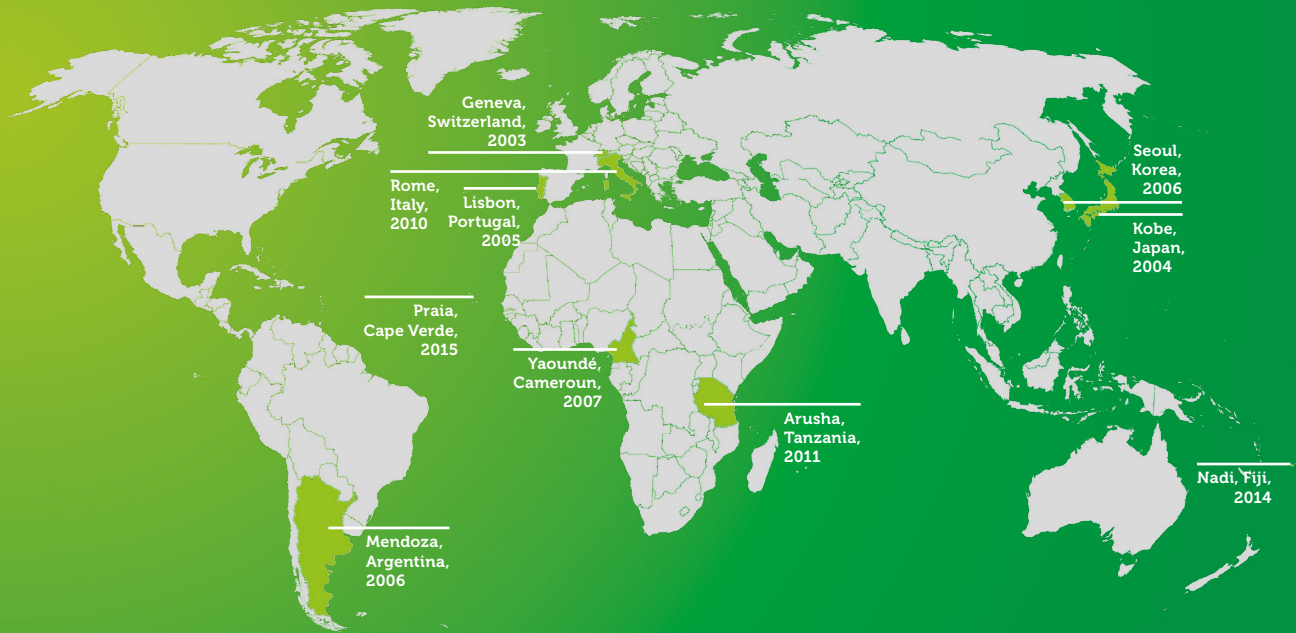 Geneva,
Switzerland,
2003
Rome,
Italy,
2010
Lisbon,
Portugal,
2005
Seoul,
Korea,
2006
Kobe,
Japan,
2004
Praia,
Cape Verde,
2015
Yaoundé,
Cameroun,
2007
Arusha,
Tanzania,
2011
Nadi, Fiji,
2014
Mendoza,
Argentina,
2006